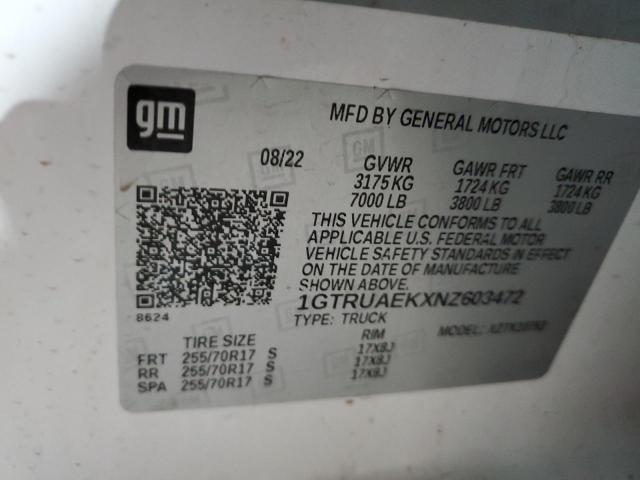 gm
MFD BY GENERAL MOTORS LLC
08/22 GVWR GAWR FRT GAWR RR
3175 KG 1724 KG 1724 KG
7000 LB 3800 LB 3800 LB
THIS VEHICLE CONFORMS TO ALL
APPLICABLE U.S. FEDERAL MOTOR
VEHICLE SAFETY STANDARDS IN EFFECT
ON THE DATE OF MANUFACTURE
SHOWN ABOVE.
1GTRUAEKXNZ603472
8624
TYPE: TRUCK MODEL:
TIRE SIZE RIM
FRT 255/70R17 S 17X8J
RR 255/70R17 S 17X8J
SPA 255/70R17 S 17X8J